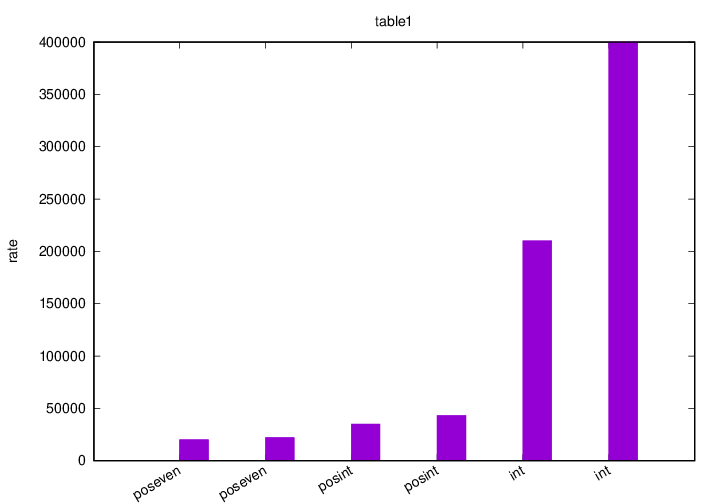 table1
400000
350000
300000
250000
200000
150000
100000
50000
0
rate
poseven
poseven
posint
posint
int
int